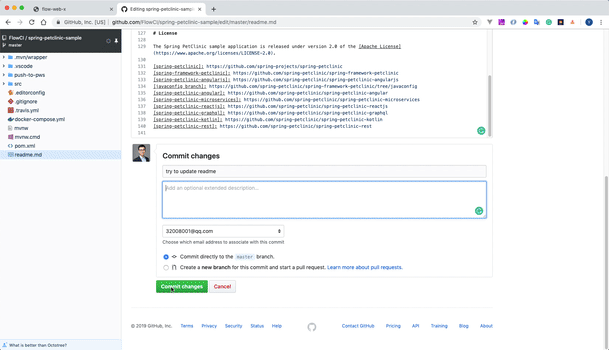 flow-web-x
Editing spring-petclinic-sample
GitHub, Inc. [US]
github.com/FlowCI/spring-petclinic-sample/edit/master/readme.md
FlowCI / spring-petclinic-sample
master
.mvn/wrapper
.vscode
push-to-pws
src
.editorconfig
.gitignore
.travis.yml
docker-compose.yml
mvnw
mvnw.cmd
pom.xml
readme.md
What is better than Octotree?
127 # License
128
129 The Spring PetClinic sample application is released under version 2.0 of the [Apache License]
(https://www.apache.org/licenses/LICENSE-2.0).
130
131 [spring-petclinic]: https://github.com/spring-projects/spring-petclinic
132 [spring-framework-petclinic]: https://github.com/spring-petclinic/spring-framework-petclinic
133 [spring-petclinic-angularjs]: https://github.com/spring-petclinic/spring-petclinic-angularjs
134 [javaconfig branch]: https://github.com/spring-petclinic/spring-framework-petclinic/tree/javaconfig
135 [spring-petclinic-angular]: https://github.com/spring-petclinic/spring-petclinic-angular
136 [spring-petclinic-microservices]: https://github.com/spring-petclinic/spring-petclinic-microservices
137 [spring-petclinic-reactjs]: https://github.com/spring-petclinic/spring-petclinic-reactjs
138 [spring-petclinic-graphql]: https://github.com/spring-petclinic/spring-petclinic-graphql
139 [spring-petclinic-kotlin]: https://github.com/spring-petclinic/spring-petclinic-kotlin
140 [spring-petclinic-rest]: https://github.com/spring-petclinic/spring-petclinic-rest
141
Commit changes
try to update readme
Add an optional extended description...
32008001@qq.com
Choose which email address to associate with this commit
Commit directly to the master branch.
Create a new branch for this commit and start a pull request. Learn more about pull requests.
Commit changes
Cancel
© 2019 GitHub, Inc.
Terms
Privacy
Security
Status
Help
Contact GitHub
Pricing
API
Training
Blog
About